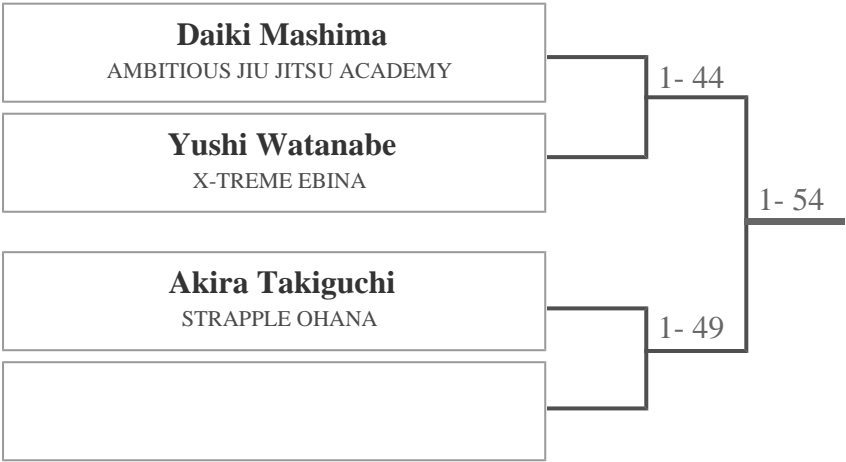 Daiki Mashima
AMBITIOUS JIU JITSU ACADEMY
1- 44
Yushi Watanabe
X-TREME EBINA
1- 54
Akira Takiguchi
STRAPPLE OHANA
1- 49